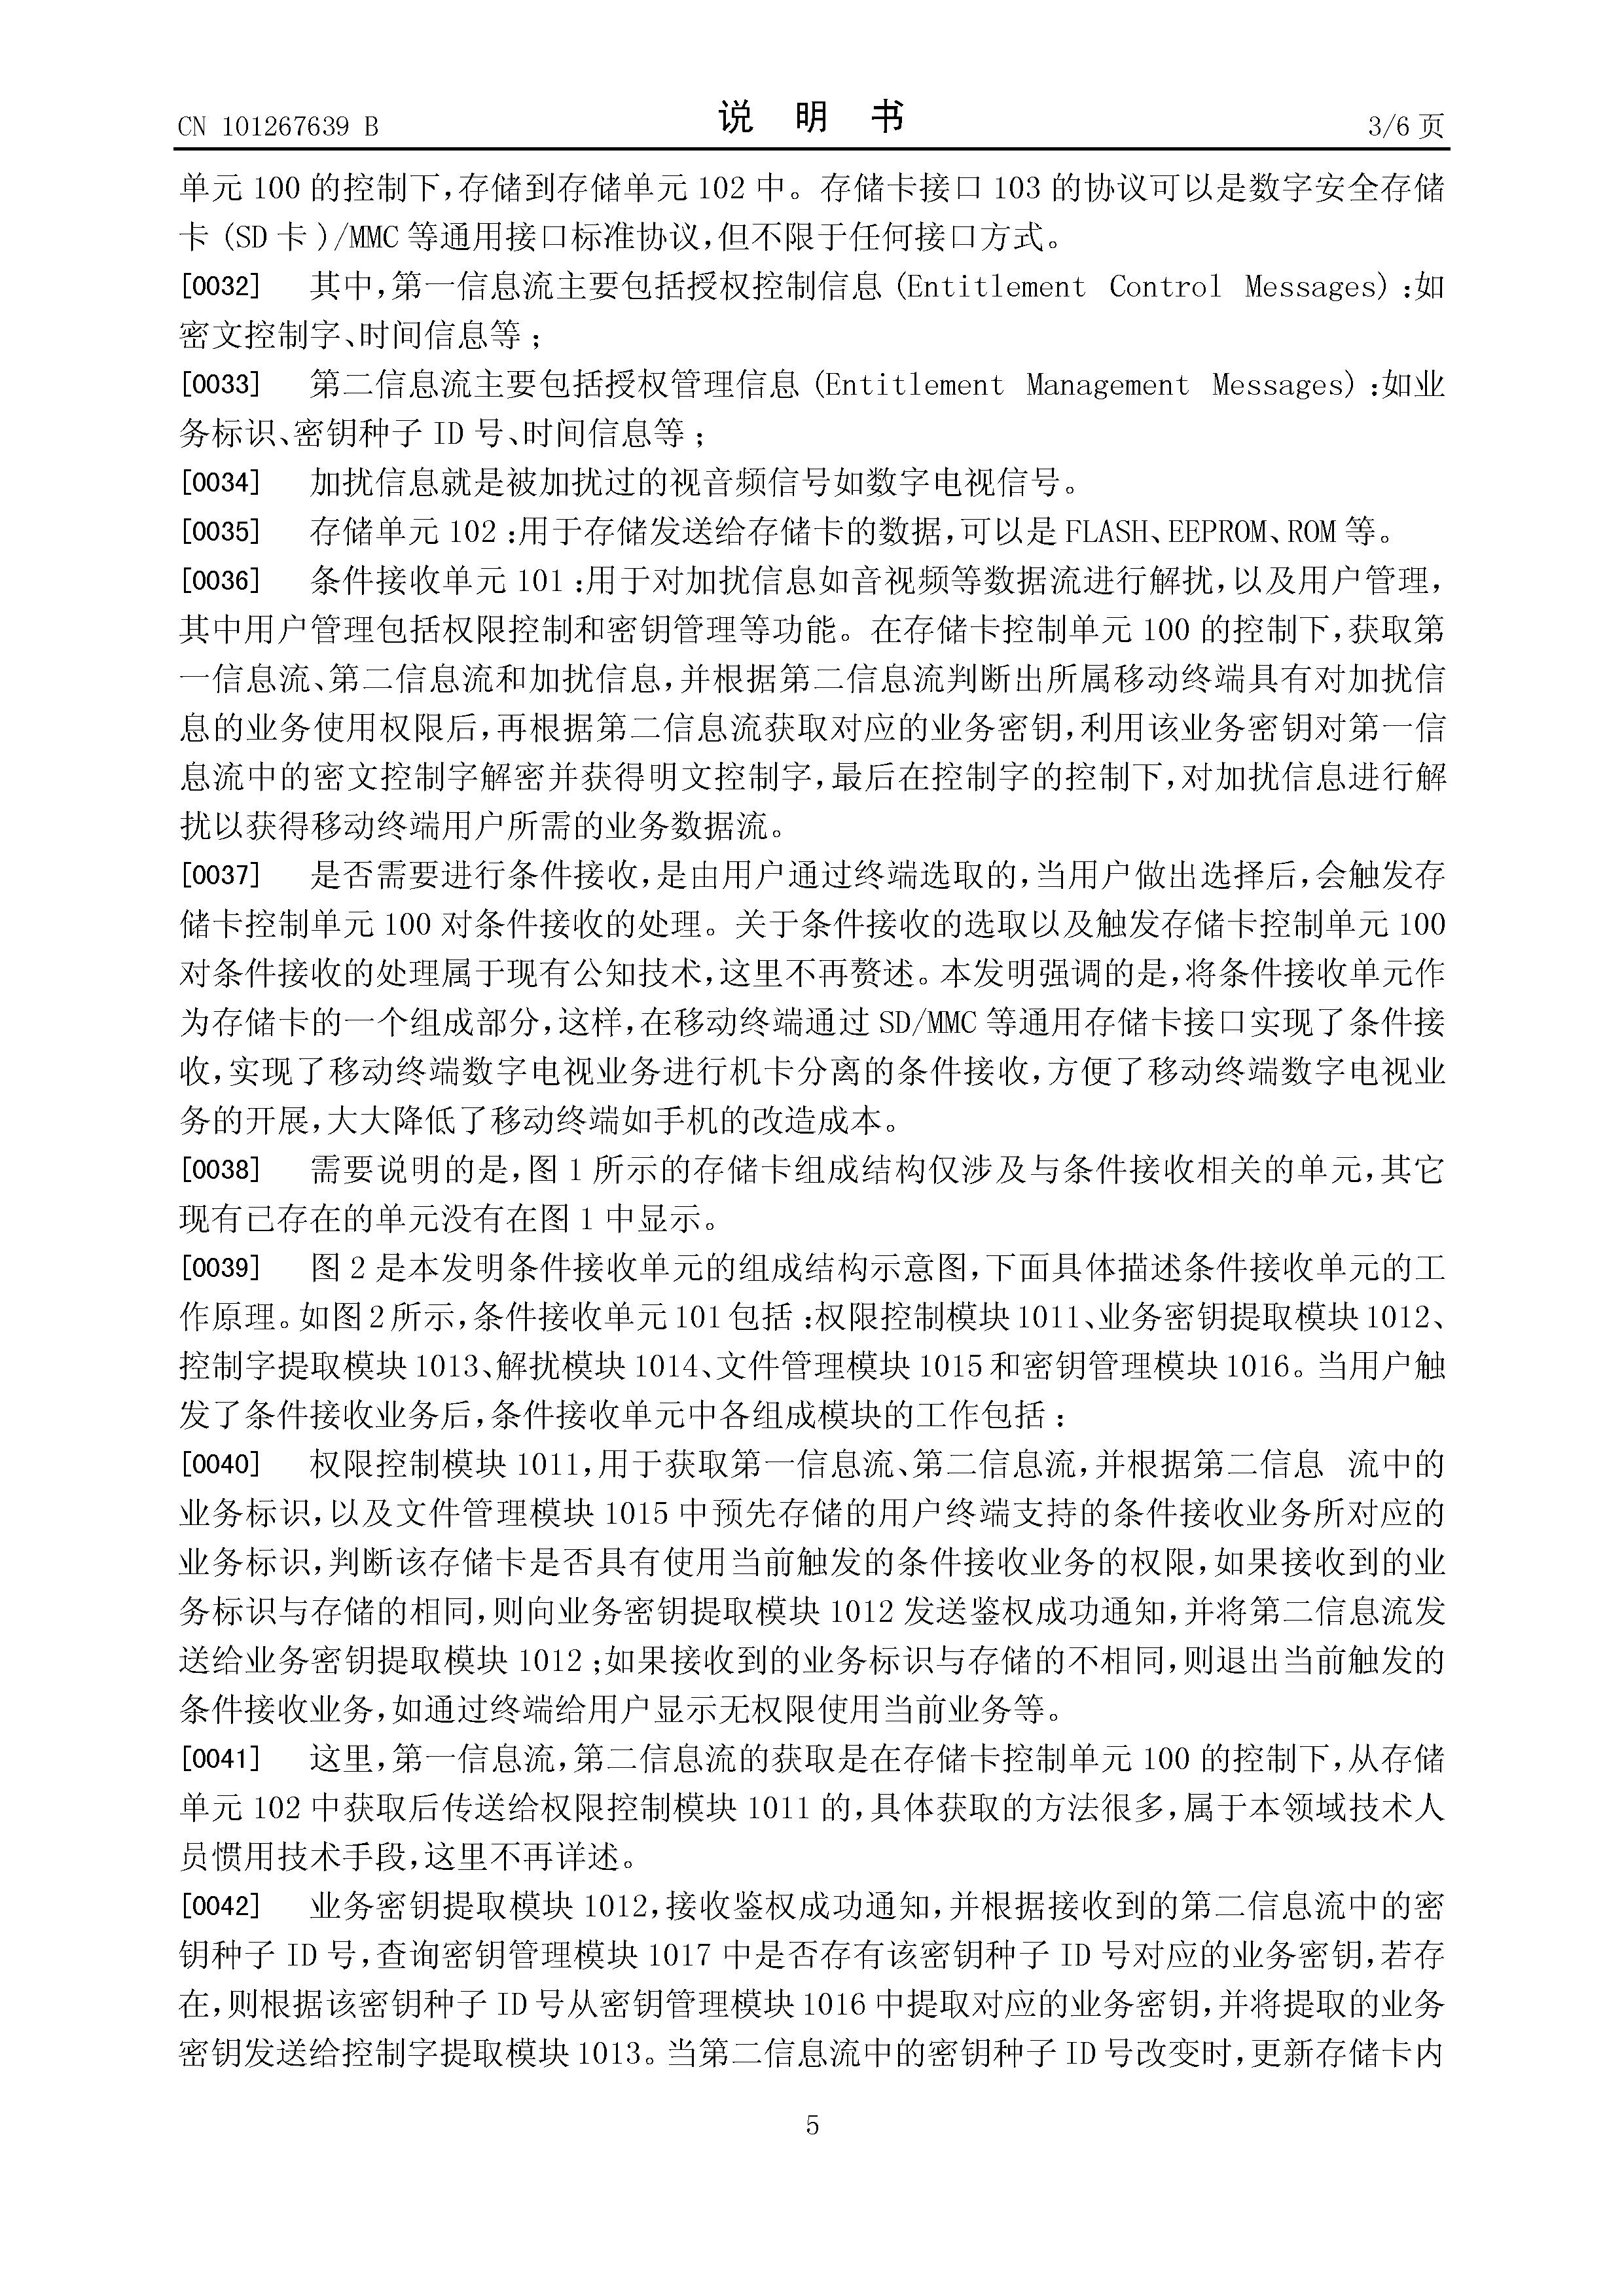 CN 101267639 B
说 明 书
3/6 页
单元 100 的控制下，存储到存储单元 102 中。存储卡接口 103 的协议可以是数字安全存储
卡 (SD 卡 )/MMC 等通用接口标准协议，但不限于任何接口方式。
[0032] 其中，第一信息流主要包括授权控制信息 (Entitlement Control Messages) ：如
密文控制字、时间信息等；
[0033] 第二信息流主要包括授权管理信息 (Entitlement Management Messages) ：如业
务标识、密钥种子 ID 号、时间信息等；
[0034] 加扰信息就是被加扰过的视音频信号如数字电视信号。
[0035] 存储单元 102 ：用于存储发送给存储卡的数据，可以是 FLASH、EEPROM、ROM 等。
[0036] 条件接收单元 101 ：用于对加扰信息如音视频等数据流进行解扰，以及用户管理，
其中用户管理包括权限控制和密钥管理等功能。在存储卡控制单元 100 的控制下，获取第
一信息流、第二信息流和加扰信息，并根据第二信息流判断出所属移动终端具有对加扰信
息的业务使用权限后，再根据第二信息流获取对应的业务密钥，利用该业务密钥对第一信
息流中的密文控制字解密并获得明文控制字，最后在控制字的控制下，对加扰信息进行解
扰以获得移动终端用户所需的业务数据流。
[0037] 是否需要进行条件接收，是由用户通过终端选取的，当用户做出选择后，会触发存
储卡控制单元 100 对条件接收的处理。关于条件接收的选取以及触发存储卡控制单元 100
对条件接收的处理属于现有公知技术，这里不再赘述。本发明强调的是，将条件接收单元作
为存储卡的一个组成部分，这样，在移动终端通过 SD/MMC 等通用存储卡接口实现了条件接
收，实现了移动终端数字电视业务进行机卡分离的条件接收，方便了移动终端数字电视业
务的开展，大大降低了移动终端如手机的改造成本。
[0038] 需要说明的是，图 1 所示的存储卡组成结构仅涉及与条件接收相关的单元，其它
现有已存在的单元没有在图 1 中显示。
[0039] 图 2 是本发明条件接收单元的组成结构示意图，下面具体描述条件接收单元的工
作原理。如图 2 所示，条件接收单元 101 包括 ：权限控制模块 1011、业务密钥提取模块 1012、
控制字提取模块 1013、解扰模块 1014、文件管理模块 1015 和密钥管理模块 1016。当用户触
发了条件接收业务后，条件接收单元中各组成模块的工作包括：
[0040] 权限控制模块 1011，用于获取第一信息流、第二信息流，并根据第二信息 流中的
业务标识，以及文件管理模块 1015 中预先存储的用户终端支持的条件接收业务所对应的
业务标识，判断该存储卡是否具有使用当前触发的条件接收业务的权限，如果接收到的业
务标识与存储的相同，则向业务密钥提取模块 1012 发送鉴权成功通知，并将第二信息流发
送给业务密钥提取模块 1012 ；如果接收到的业务标识与存储的不相同，则退出当前触发的
条件接收业务，如通过终端给用户显示无权限使用当前业务等。
[0041] 这里，第一信息流，第二信息流的获取是在存储卡控制单元 100 的控制下，从存储
单元 102 中获取后传送给权限控制模块 1011 的，具体获取的方法很多，属于本领域技术人
员惯用技术手段，这里不再详述。
[0042] 业务密钥提取模块 1012，接收鉴权成功通知，并根据接收到的第二信息流中的密
钥种子 ID 号，查询密钥管理模块 1017 中是否存有该密钥种子 ID 号对应的业务密钥，若存
在，则根据该密钥种子 ID 号从密钥管理模块 1016 中提取对应的业务密钥，并将提取的业务
密钥发送给控制字提取模块 1013。当第二信息流中的密钥种子 ID 号改变时，更新存储卡内
5